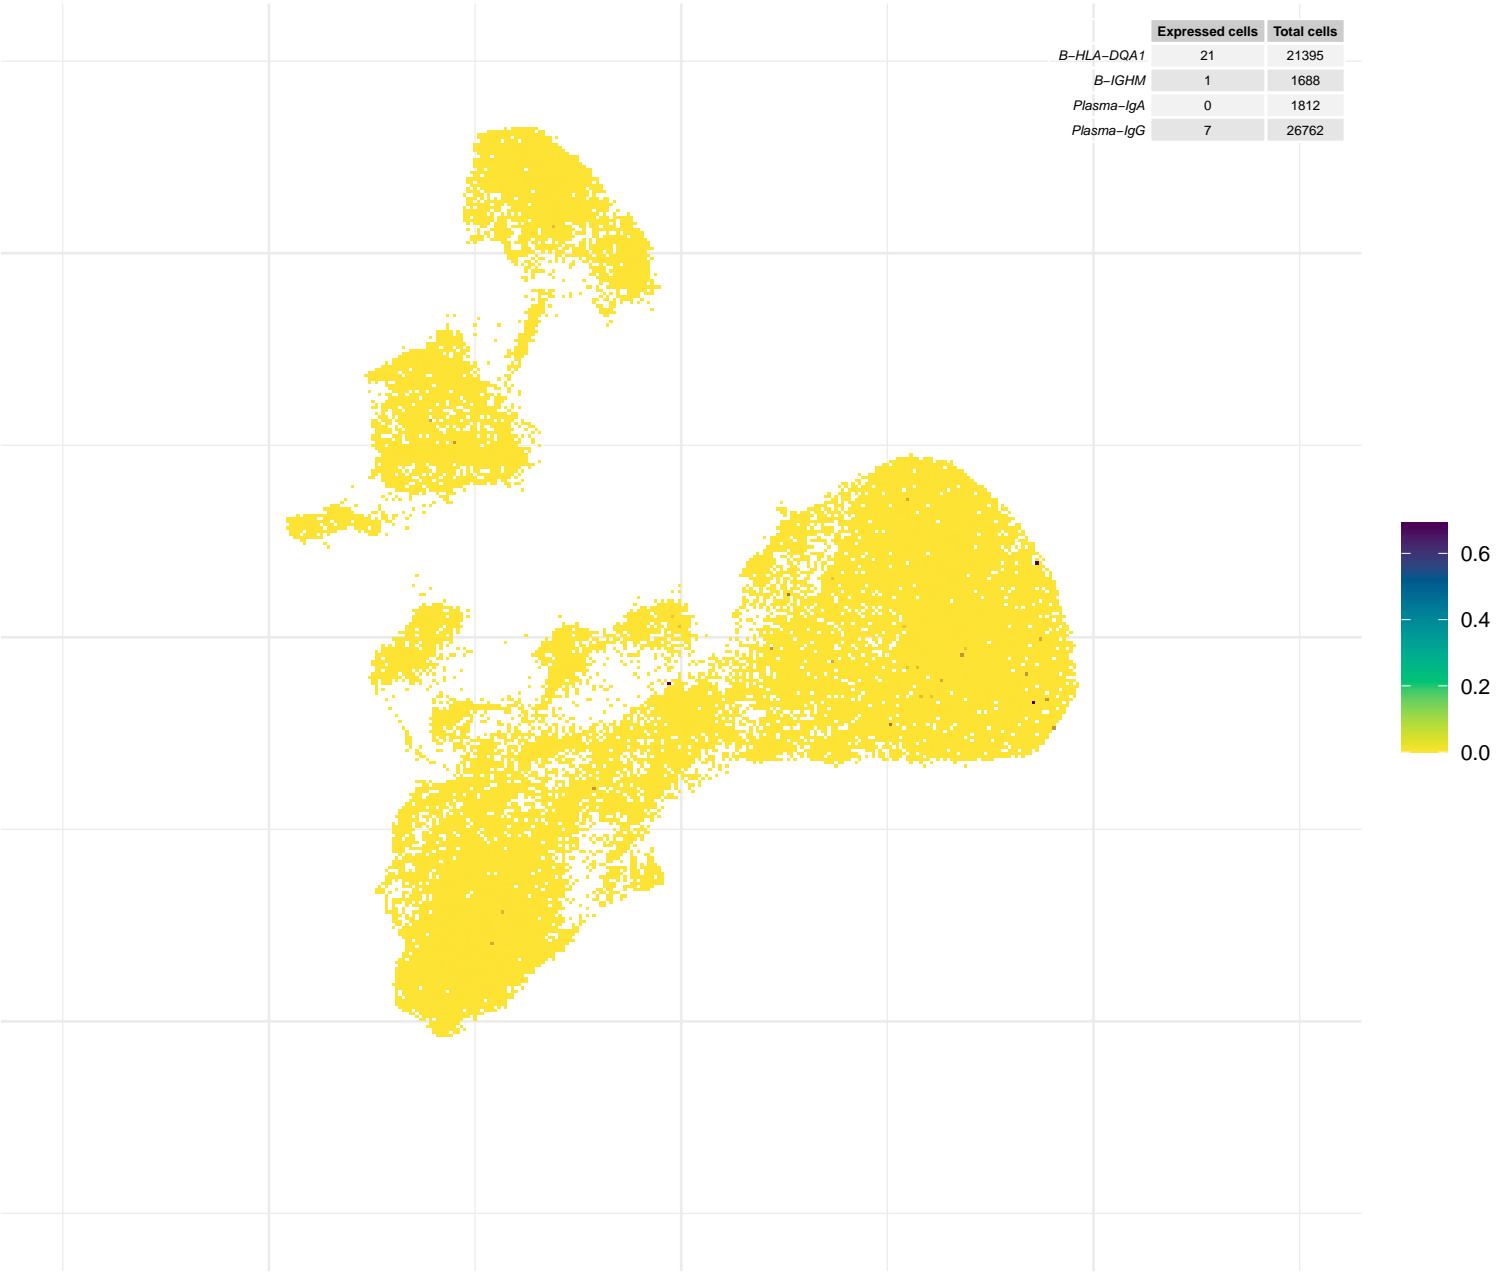 Expressed cells Total cells
B−HLA−DQA1 21 21395
B−IGHM 1 1688
Plasma−IgA 0 1812
Plasma−IgG 7 26762
0.6
0.4
0.2
0.0